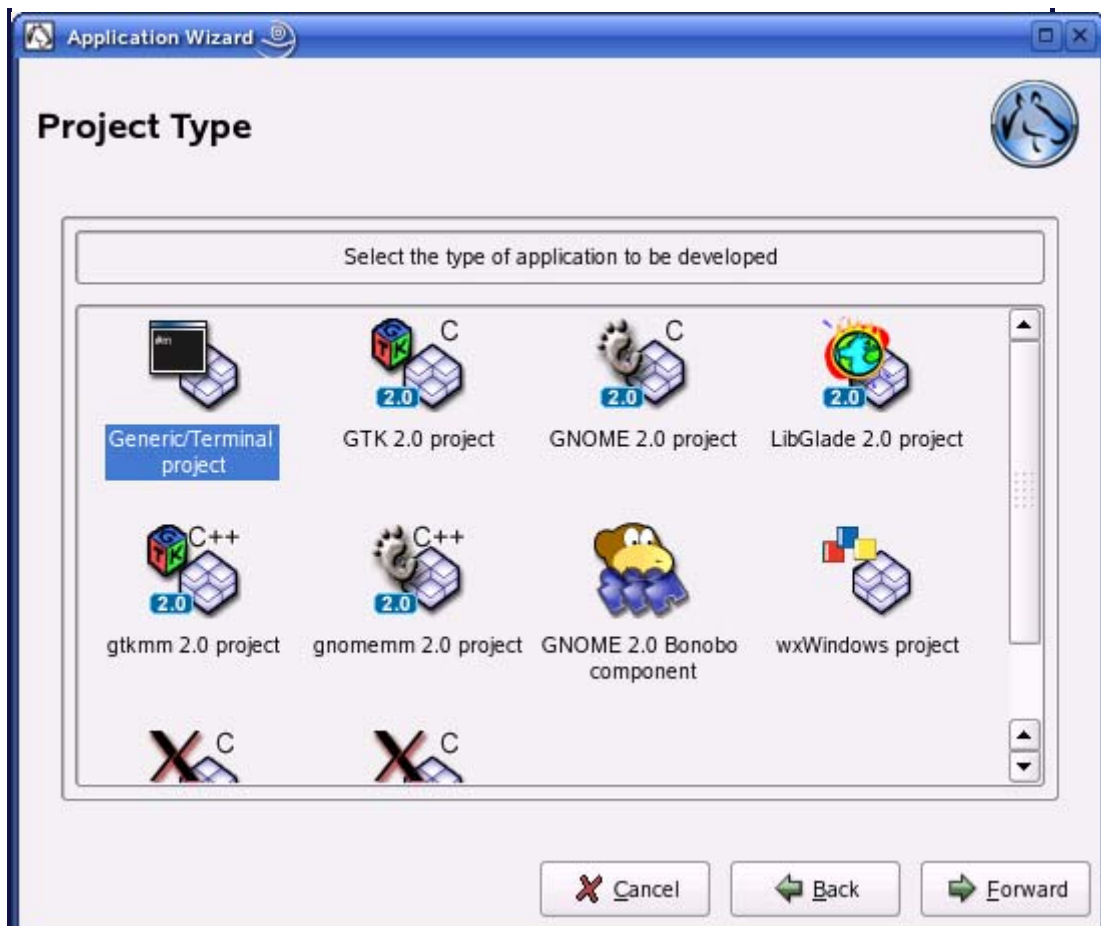 Application Wizard
Project Type
Select the type of application to be developed
C
C
2.0
2.0
2.0
Generic/Terminal
project
GTK 2.0 project
GNOME 2.0 project
LibGlade 2.0 project
C++
C++
2.0
2.0
gtkmm 2.0 project
gnomemm 2.0 project
GNOME 2.0 Bonobo
component
wxWindows project
C
C
Cancel
Back
Forward